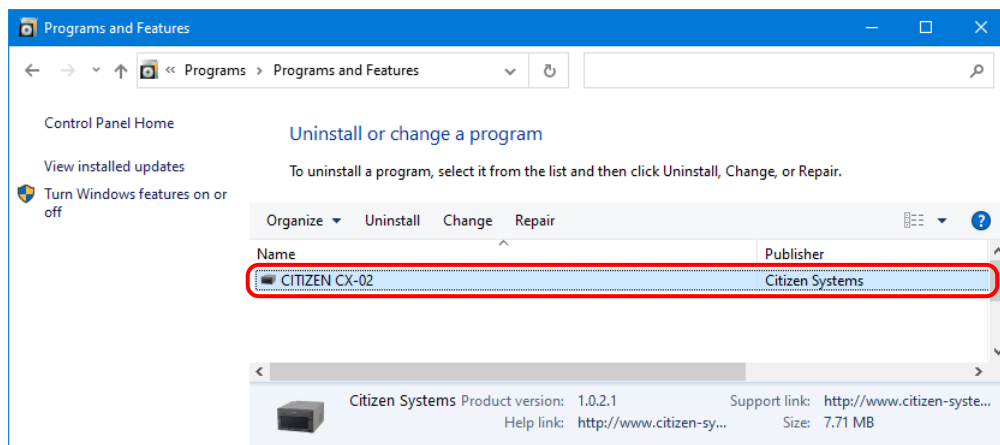 Programs and Features
« Programs > Programs and Features
Control Panel Home
View installed updates
Turn Windows features on or
off
Uninstall or change a program
To uninstall a program, select it from the list and then click Uninstall, Change, or Repair.
Organize Uninstall Change Repair
Name Publisher
CITIZEN CX-02 Citizen Systems
Citizen Systems Product version: 1.0.2.1 Support link: http://www.citizen-syste...
Help link: http://www.citizen-sy... Size: 7.71 MB